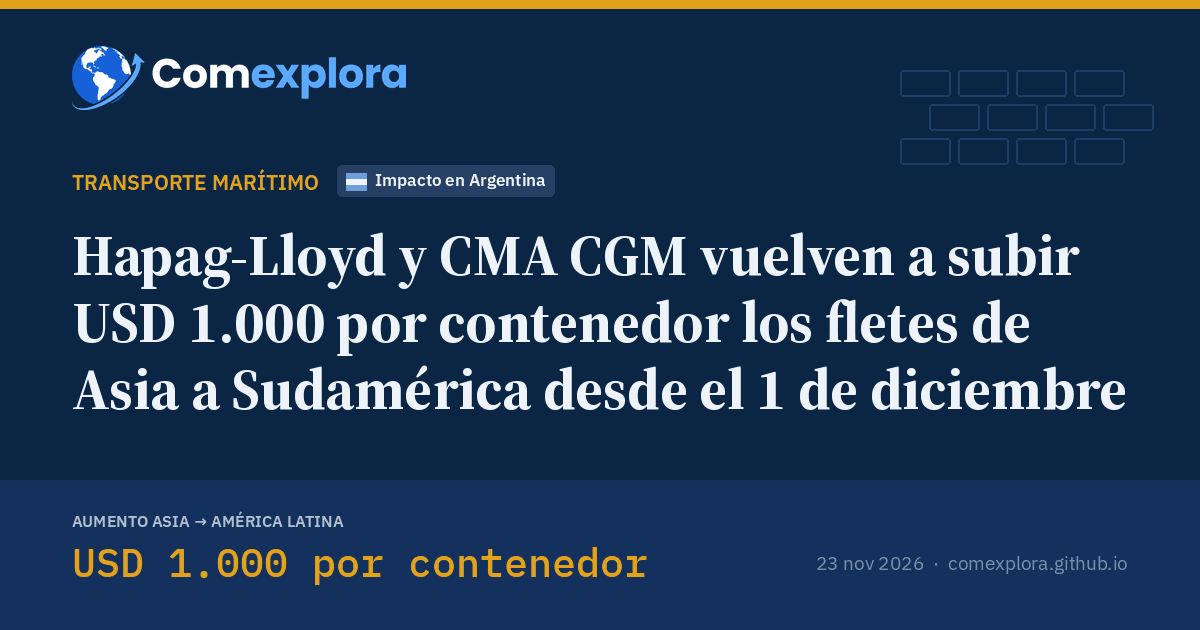 Comexplora
TRANSPORTE MARÍTIMO
Impacto en Argentina
Hapag-Lloyd y CMA CGM vuelven a subir
USD 1.000 por contenedor los fletes de
Asia a Sudamérica desde el 1 de diciembre
AUMENTO ASIA → AMÉRICA LATINA
USD 1.000 por contenedor
23 nov 2026 · comexplora.github.io